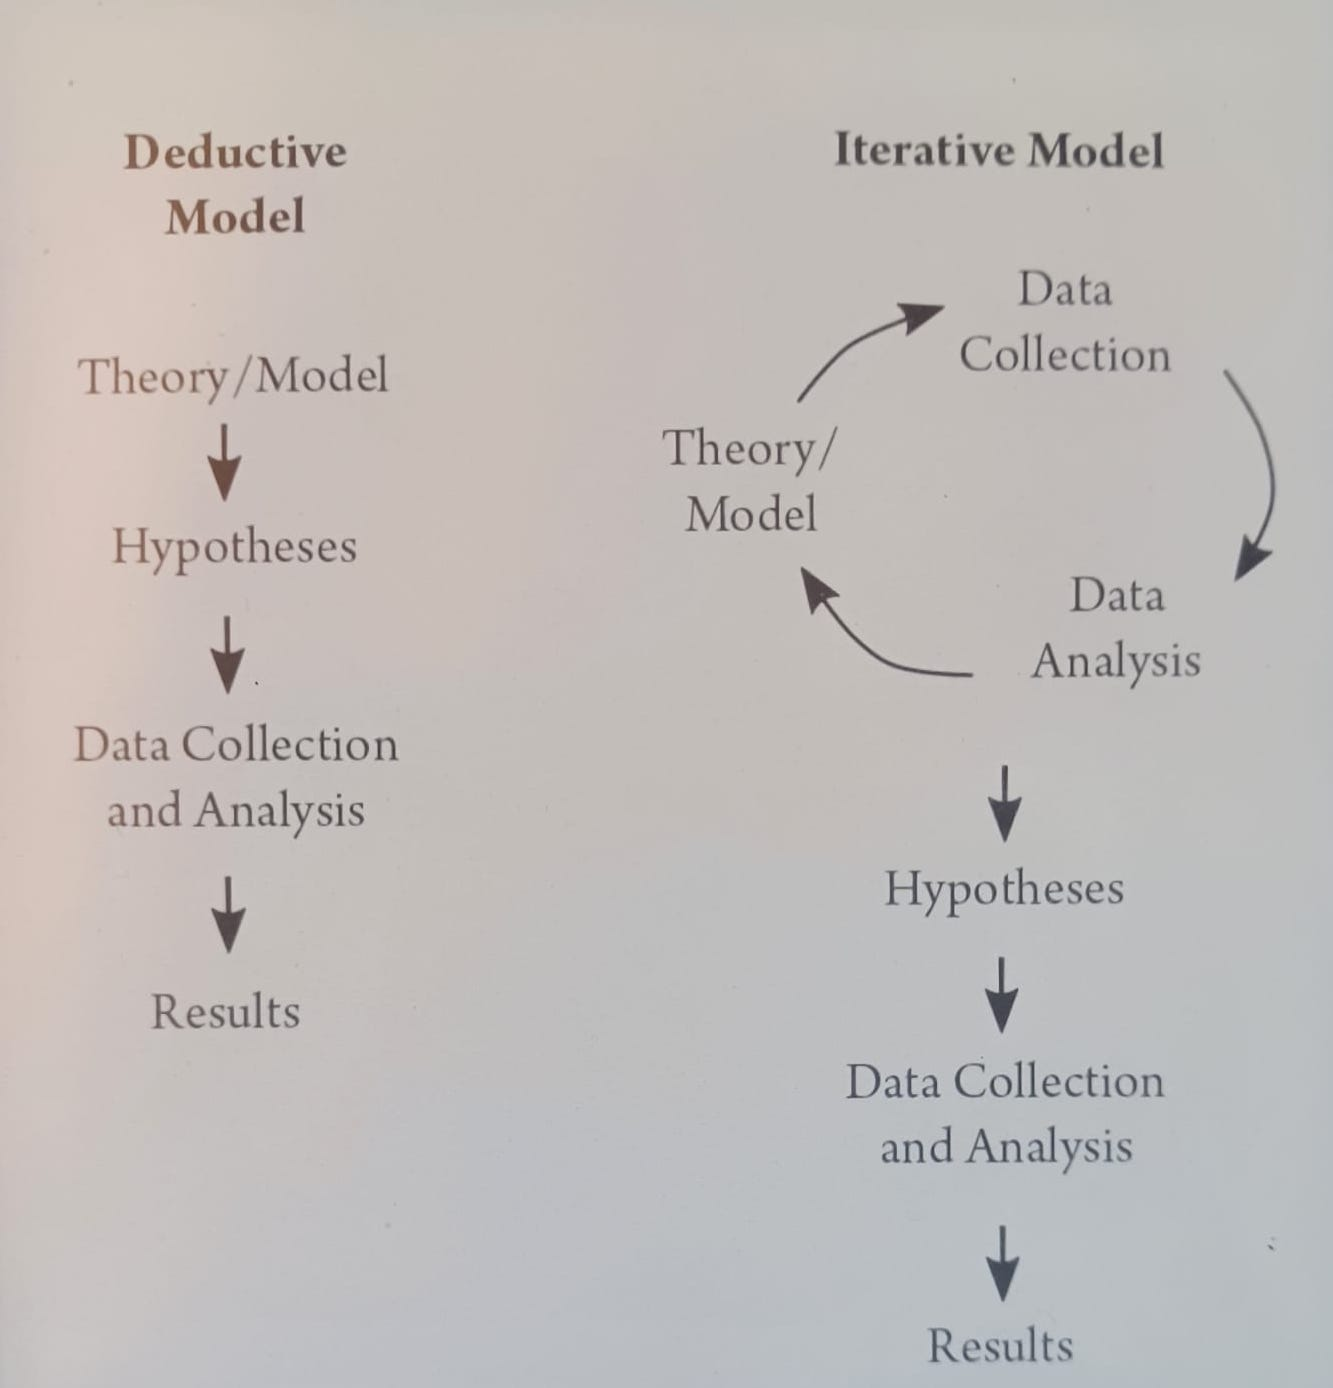 Deductive
Model
Theory/Model
Hypotheses
Data Collection
and Analysis
Results
Iterative Model
Data
Collection
Theory/
Model
Data
Analysis
Hypotheses
Data Collection
and Analysis
Results